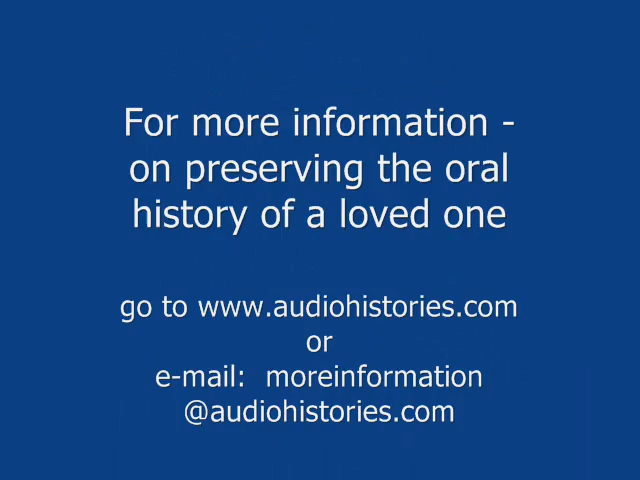 For more information -
on preserving the oral
history of a loved one
go to www.audiohistories.com
or
e-mail:  moreinformation
@audiohistories.com